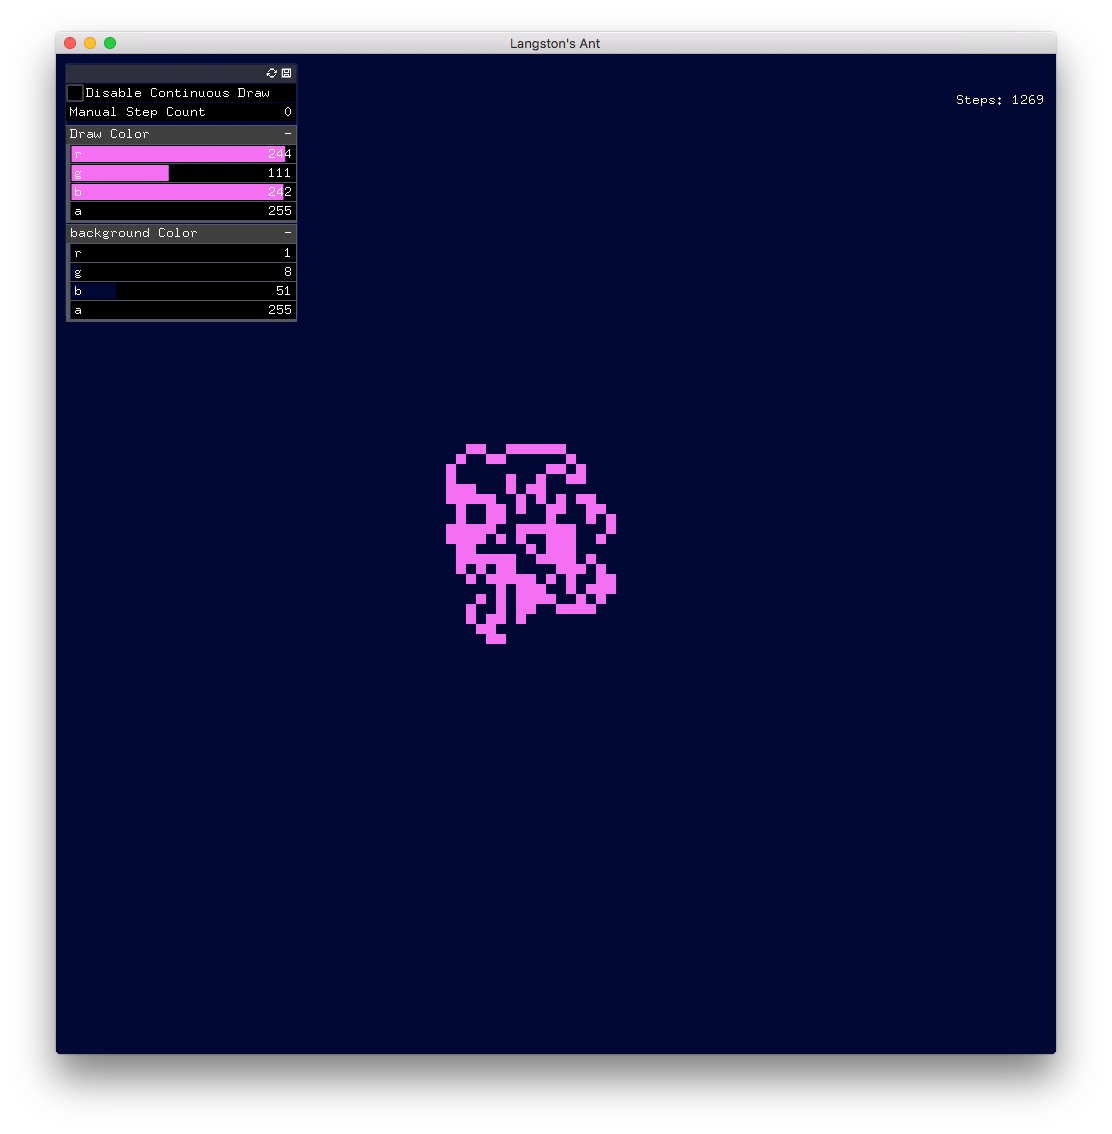 Langston's Ant
Disable Continuous Draw
Manual Step Count 0
Steps: 1269
Draw Color -
r 244
g 111
b 242
a 255
background Color -
r 1
g 8
b 51
a 255